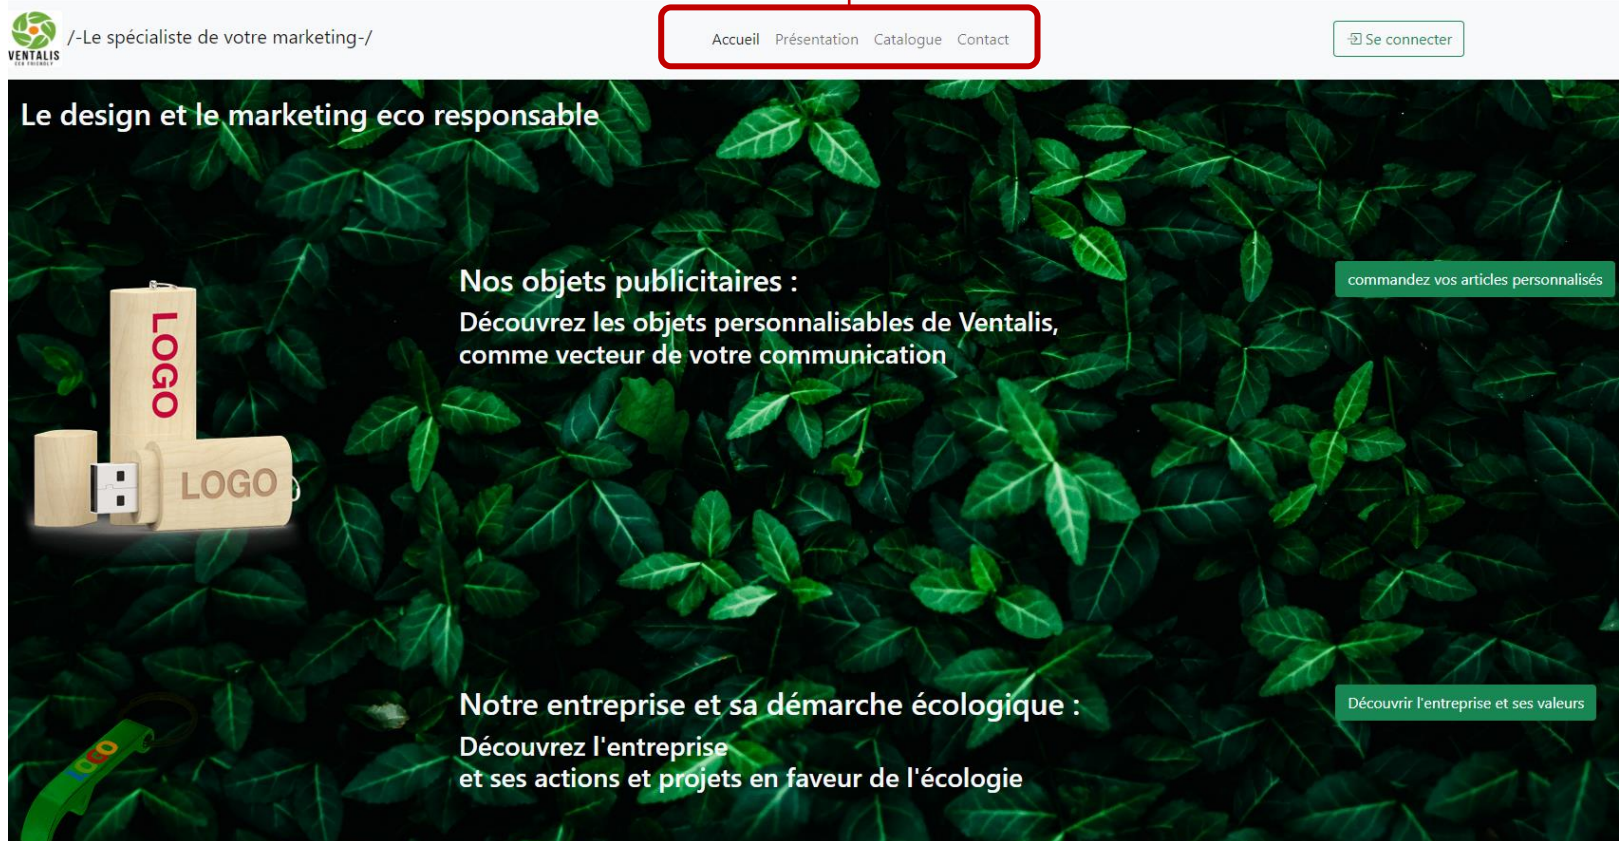 VENTALIS
ECO FRIENDLY
/-Le spécialiste de votre marketing-/
Accueil Présentation Catalogue Contact
Se connecter
Le design et le marketing eco responsable
Nos objets publicitaires :
commandez vos articles personnalisés
Découvrez les objets personnalisables de Ventalis,
comme vecteur de votre communication
LOGO
LOGO
Notre entreprise et sa démarche écologique :
Découvrir l'entreprise et ses valeurs
Découvrez l'entreprise
et ses actions et projets en faveur de l'écologie
LOGO